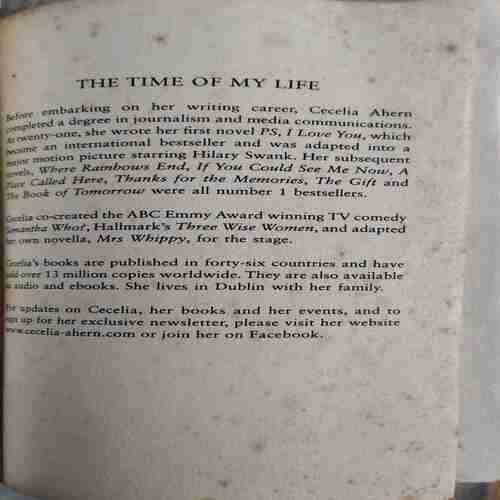 THE TIME OF MY LIFE
Before embarking on her writing career, Cecelia Ahern
completed a degree in journalism and media communications.
At twenty-one, she wrote her first novel PS, I Love You, which
became an international bestseller and was adapted into a
major motion picture starring Hilary Swank. Her subsequent
novels, Where Rainbows End, If You Could See Me Now, A
Place Called Here, Thanks for the Memories, The Gift and
The Book of Tomorrow were all number 1 bestsellers.
Cecelia co-created the ABC Emmy Award winning TV comedy
Samantha Who?, Hallmark's Three Wise Women, and adapted
her own novella, Mrs Whippy, for the stage.
Cecelia's books are published in forty-six countries and have
sold over 13 million copies worldwide. They are also available
in audio and ebooks. She lives in Dublin with her family.
For updates on Cecelia, her books and her events, and to
sign up for her exclusive newsletter, please visit her website
www.cecelia-ahern.com or join her on Facebook.